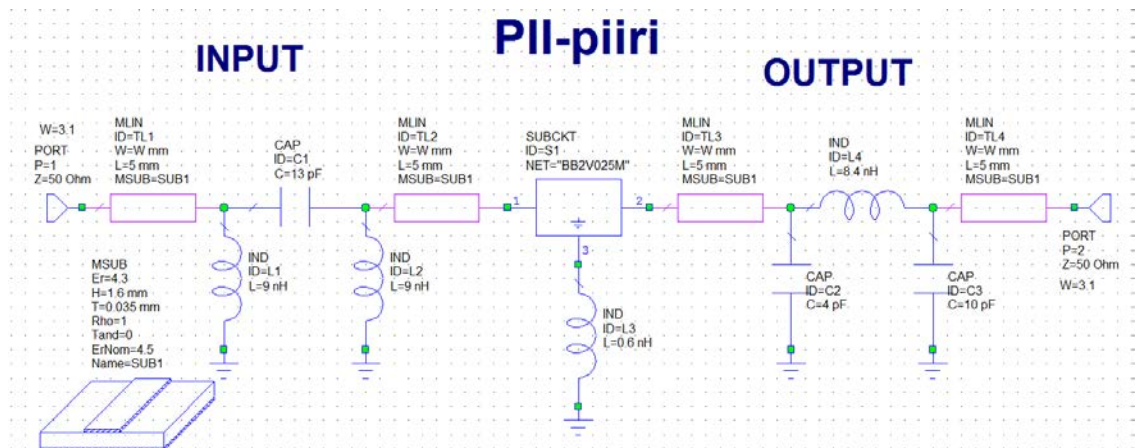 PII-piiri
INPUT
OUTPUT
W=3.1
PORT
P=1
Z=50 Ohm
MLIN
ID=TL1
W=W mm
L=5 mm
MSUB=SUB1
CAP
ID=C1
C=13 pF
MLIN
ID=TL2
W=W mm
L=5 mm
MSUB=SUB1
SUBCKT
ID=S1
NET="BB2V025M"
1
2
3
MLIN
ID=TL3
W=W mm
L=5 mm
MSUB=SUB1
IND
ID=L4
L=8.4 nH
MLIN
ID=TL4
W=W mm
L=5 mm
MSUB=SUB1
PORT
P=2
Z=50 Ohm
W=3.1
MSUB
Er=4.3
H=1.6 mm
T=0.035 mm
Rho=1
Tand=0
ErNom=4.5
Name=SUB1
IND
ID=L1
L=9 nH
IND
ID=L2
L=9 nH
IND
ID=L3
L=0.6 nH
CAP
ID=C2
C=4 pF
CAP
ID=C3
C=10 pF